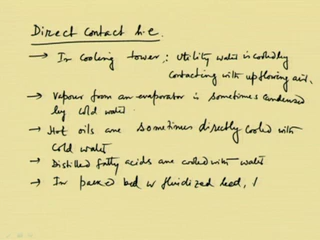 Direct Contact h.e.
→ In cooling tower; utility water is cooled by
contacting with upflowing air.
→ Vapour from an evaporator is sometimes condensed
by cold water
→ Hot oils are sometimes directly cooled with
cold water
→ Distilled fatty acids are cooled with water
→ In packed bed or fluidized bed, /